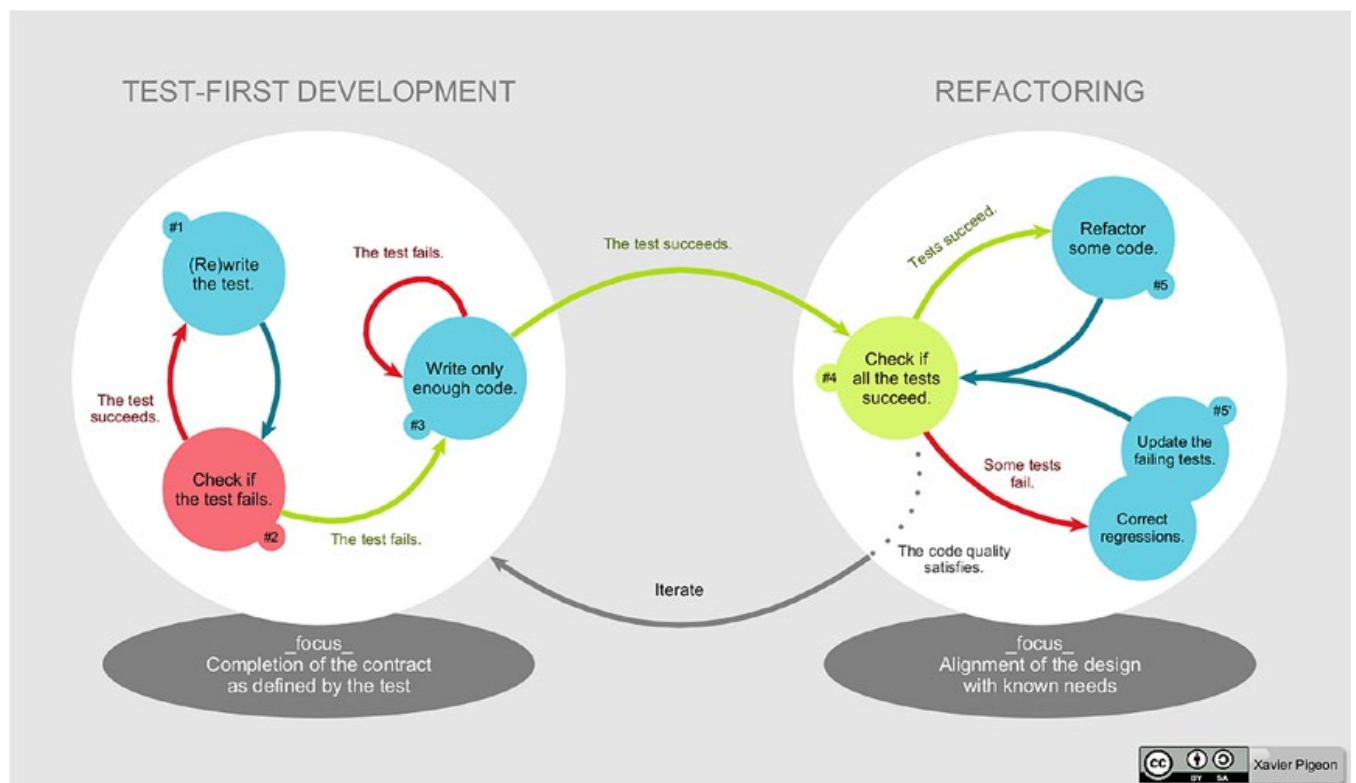 TEST-FIRST DEVELOPMENT
REFACTORING
#1
(Re)write
the test.
The test
succeeds.
Check if
the test fails.
#2
The test fails.
The test fails.
Write only
enough code.
#3
The test succeeds.
#4
Check if
all the tests
succeed.
Tests succeed.
Refactor
some code.
#5
#5'
Update the
failing tests.
Some tests
fail.
Correct
regressions.
The code quality
satisfies.
Iterate
_focus_
Completion of the contract
as defined by the test
_focus_
Alignment of the design
with known needs
cc
BY SA
Xavier Pigeon